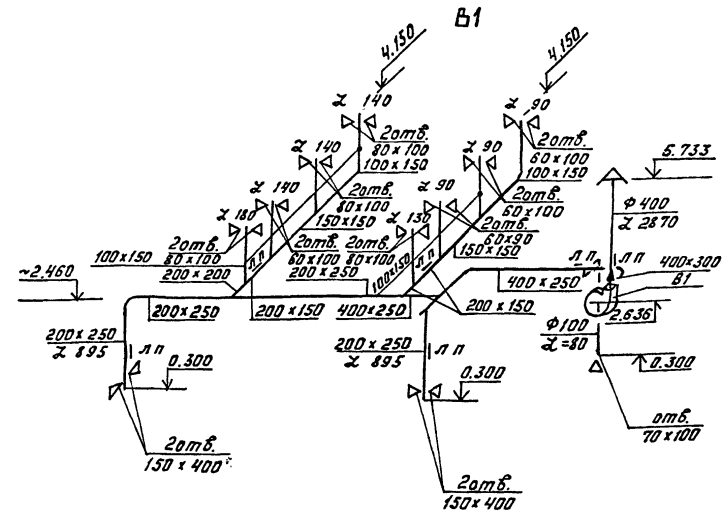 В1
4.150
4.150
L 140
2отв.
80×100
100×150
L 90
2отв.
60×100
100×150
5.733
L 140
2отв.
80×100
150×150
L 90
2отв.
60×100
Ф400
L 2870
L 140
2отв.
60×100
L 90
2отв.
60×90
150×150
L 180
2отв.
80×100
100×150
200×200
ЛП
L 130
2отв.
80×100
200×250
100×150
ЛП
ЛП
ЛП
400×300
В1
~2.460
200×250
200×150
400×250
200×150
400×250
2.636
200×250
L 895
ЛП
0.300
200×250
L 895
ЛП
0.300
Ф100
L=80
0.300
2отв.
150×400
2отв.
150×400
отв.
70×100